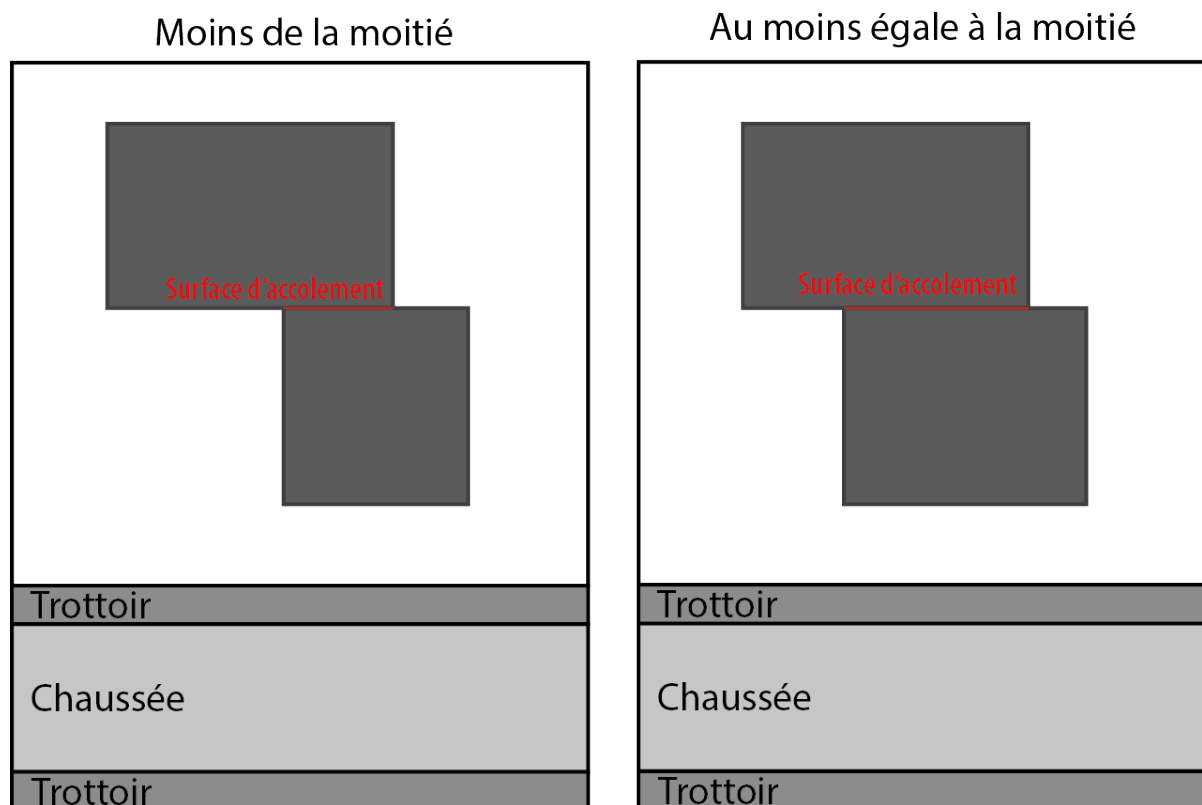 Moins de la moitié
Surface d'accolement
Trottoir
Chaussée
Trottoir
Au moins égale à la moitié
Surface d'accolement
Trottoir
Chaussée
Trottoir